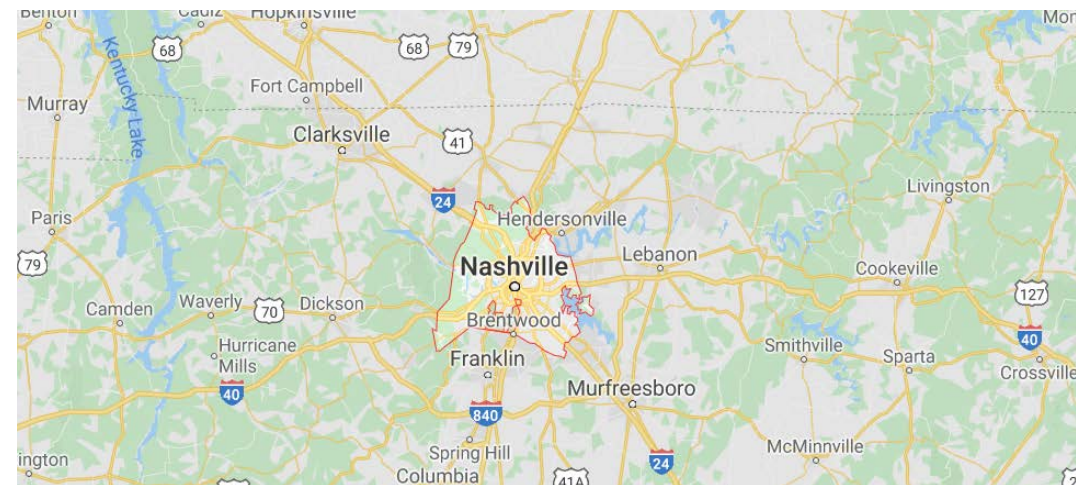 Benton
Cadiz
Hopkinsville
Mon
68
68
79
Kentucky Lake
Fort Campbell
Murray
Clarksville
41
24
Livingston
Paris
Hendersonville
79
Nashville
Lebanon
Cookeville
Camden
Waverly
70
Dickson
127
Brentwood
Hurricane
Mills
Franklin
Smithville
Sparta
40
Crossville
40
Murfreesboro
840
Spring Hill
McMinnville
ington
24
Columbia
41A
2